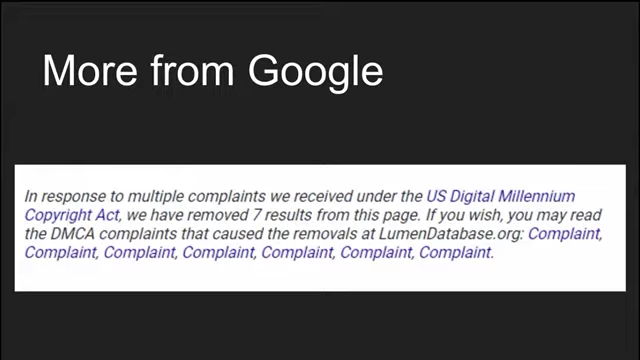 More from Google
In response to multiple complaints we received under the US Digital Millennium
Copyright Act, we have removed 7 results from this page. If you wish, you may read
the DMCA complaints that caused the removals at LumenDatabase.org: Complaint,
Complaint, Complaint, Complaint, Complaint, Complaint, Complaint.